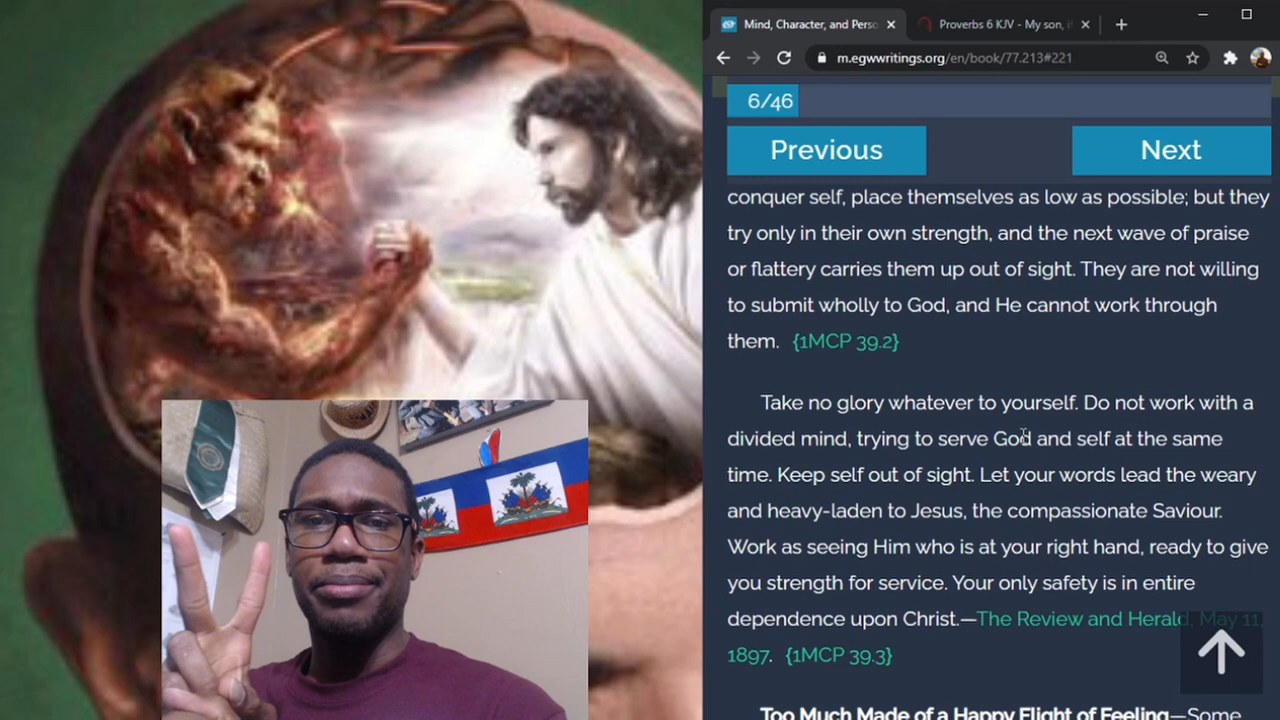 Mind, Character, and Perso
Proverbs 6 KJV - My son, i
m.egwwritings.org/en/book/77.213#221
6/46
Previous
Next
conquer self, place themselves as low as possible; but they
try only in their own strength, and the next wave of praise
or flattery carries them up out of sight. They are not willing
to submit wholly to God, and He cannot work through
them. {1MCP 39.2}
Take no glory whatever to yourself. Do not work with a
divided mind, trying to serve God and self at the same
time. Keep self out of sight. Let your words lead the weary
and heavy-laden to Jesus, the compassionate Saviour.
Work as seeing Him who is at your right hand, ready to give
you strength for service. Your only safety is in entire
dependence upon Christ.—The Review and Herald, May 11,
1897. {1MCP 39.3}
Too Much Made of a Happy Flight of Feeling—Some